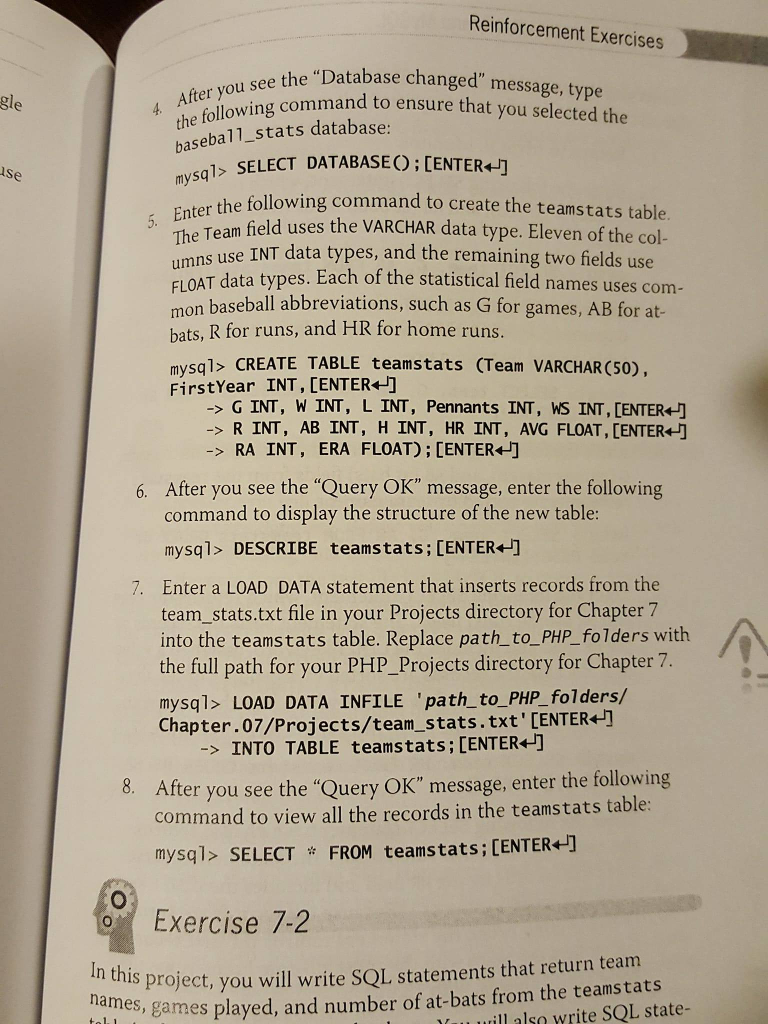 Reinforcement Exercises
gle
use
4. After you see the "Database changed" message, type
the following command to ensure that you selected the
baseball_stats database:
mysql> SELECT DATABASE();[ENTER↵]
5. Enter the following command to create the teamstats table.
The Team field uses the VARCHAR data type. Eleven of the col-
umns use INT data types, and the remaining two fields use
FLOAT data types. Each of the statistical field names uses com-
mon baseball abbreviations, such as G for games, AB for at-
bats, R for runs, and HR for home runs.
mysql> CREATE TABLE teamstats (Team VARCHAR(50),
FirstYear INT,[ENTER↵]
-> G INT, W INT, L INT, Pennants INT, WS INT,[ENTER↵]
-> R INT, AB INT, H INT, HR INT, AVG FLOAT,[ENTER↵]
-> RA INT, ERA FLOAT);[ENTER↵]
6. After you see the "Query OK" message, enter the following
command to display the structure of the new table:
mysql> DESCRIBE teamstats;[ENTER↵]
7. Enter a LOAD DATA statement that inserts records from the
team_stats.txt file in your Projects directory for Chapter 7
into the teamstats table. Replace path_to_PHP_folders with
the full path for your PHP_Projects directory for Chapter 7.
mysql> LOAD DATA INFILE 'path_to_PHP_folders/
Chapter.07/Projects/team_stats.txt'[ENTER↵]
-> INTO TABLE teamstats;[ENTER↵]
8. After you see the "Query OK" message, enter the following
command to view all the records in the teamstats table:
mysql> SELECT * FROM teamstats;[ENTER↵]
Exercise 7-2
In this project, you will write SQL statements that return team
names, games played, and number of at-bats from the teamstats
You will also write SQL state-